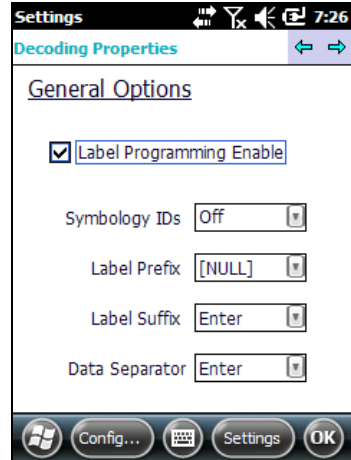 Settings 7:26
Decoding Properties
General Options
Label Programming Enable
Symbology IDs Off
Label Prefix [NULL]
Label Suffix Enter
Data Separator Enter
Config... Settings OK